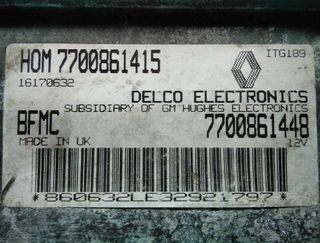 HOM 7700861415
ITG189
16170632
DELCO ELECTRONICS
SUBSIDIARY OF GM HUGHES ELECTRONICS
BFMC
7700861448
MADE IN UK
12V
*860632LE32921797*